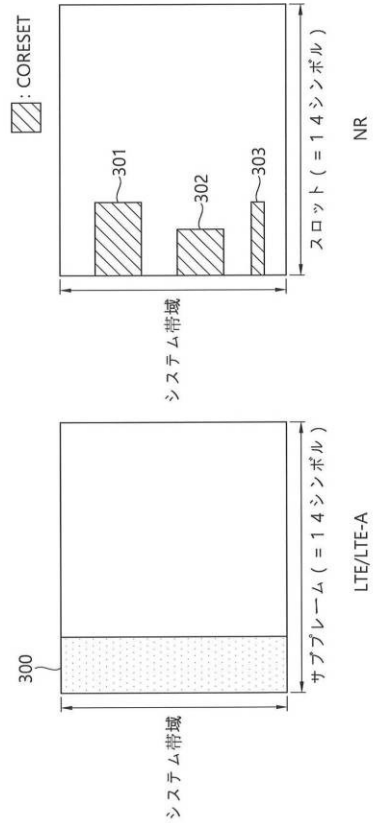 300
システム帯域
サブプレーム(=14シンボル)
LTE/LTE-A
: CORESET
システム帯域
301
302
303
スロット(=14シンボル)
NR